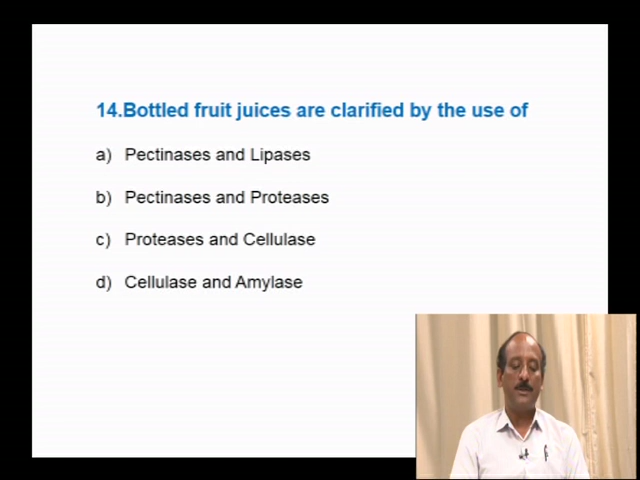 14.Bottled fruit juices are clarified by the use of
a) Pectinases and Lipases
b) Pectinases and Proteases
c) Proteases and Cellulase
d) Cellulase and Amylase